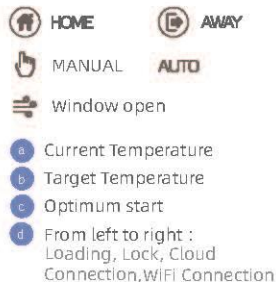 HOME AWAY
MANUAL AUTO
Window open
a Current Temperature
b Target Temperature
c Optimum start
d From left to right :
Loading, Lock, Cloud
Connection,WiFi Connection